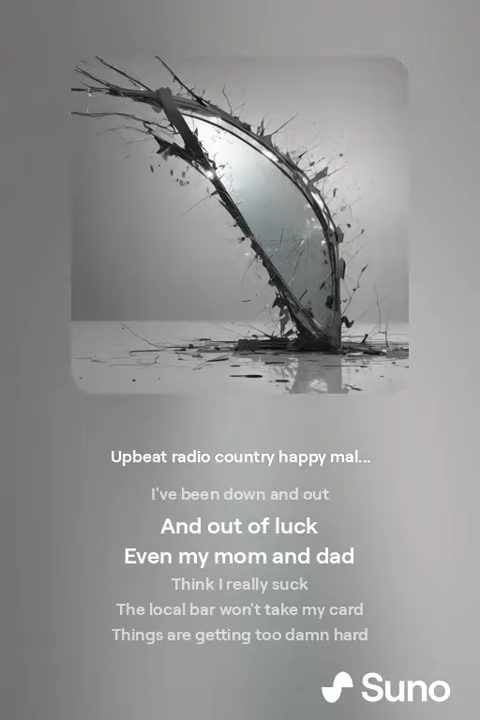 Upbeat radio country happy mal...
I've been down and out
And out of luck
Even my mom and dad
Think I really suck
The local bar won't take my card
Things are getting too damn hard
Suno